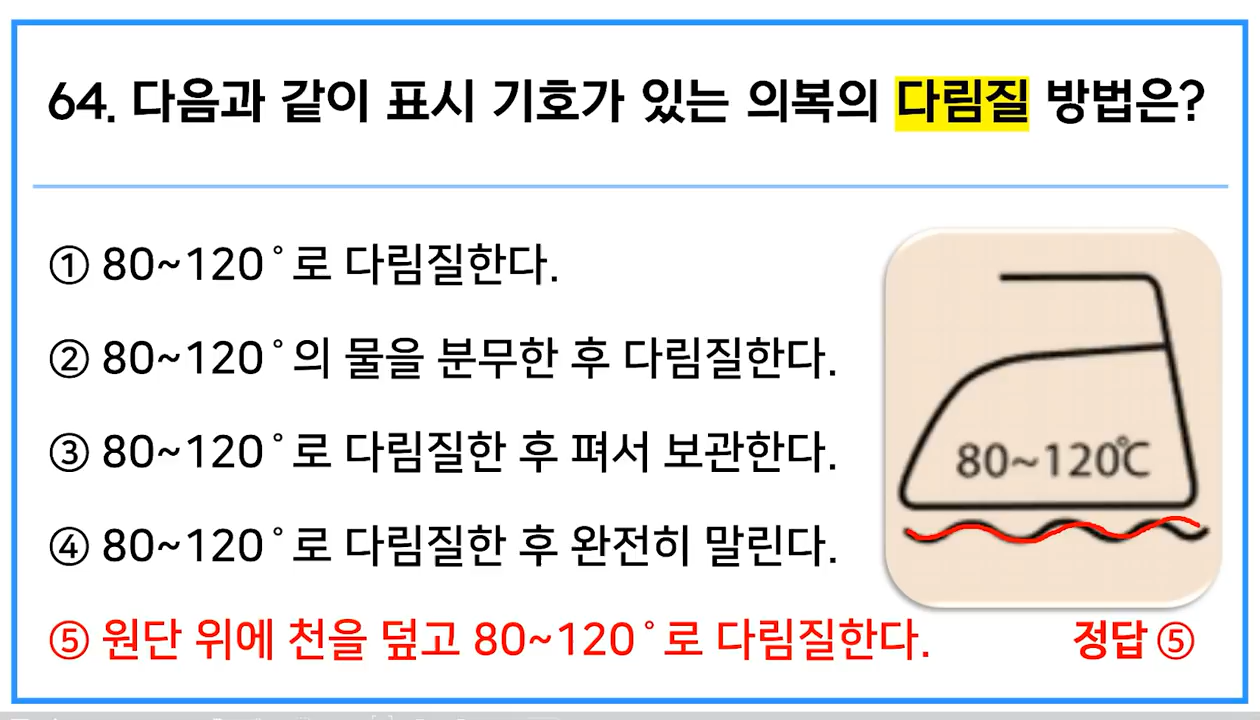 64. 다음과 같이 표시 기호가 있는 의복의 다림질 방법은?
① 80~120˚로 다림질한다.
② 80~120˚의 물을 분무한 후 다림질한다.
③ 80~120˚로 다림질한 후 펴서 보관한다.
④ 80~120˚로 다림질한 후 완전히 말린다.
⑤ 원단 위에 천을 덮고 80~120˚로 다림질한다.
정답 ⑤
80~120℃